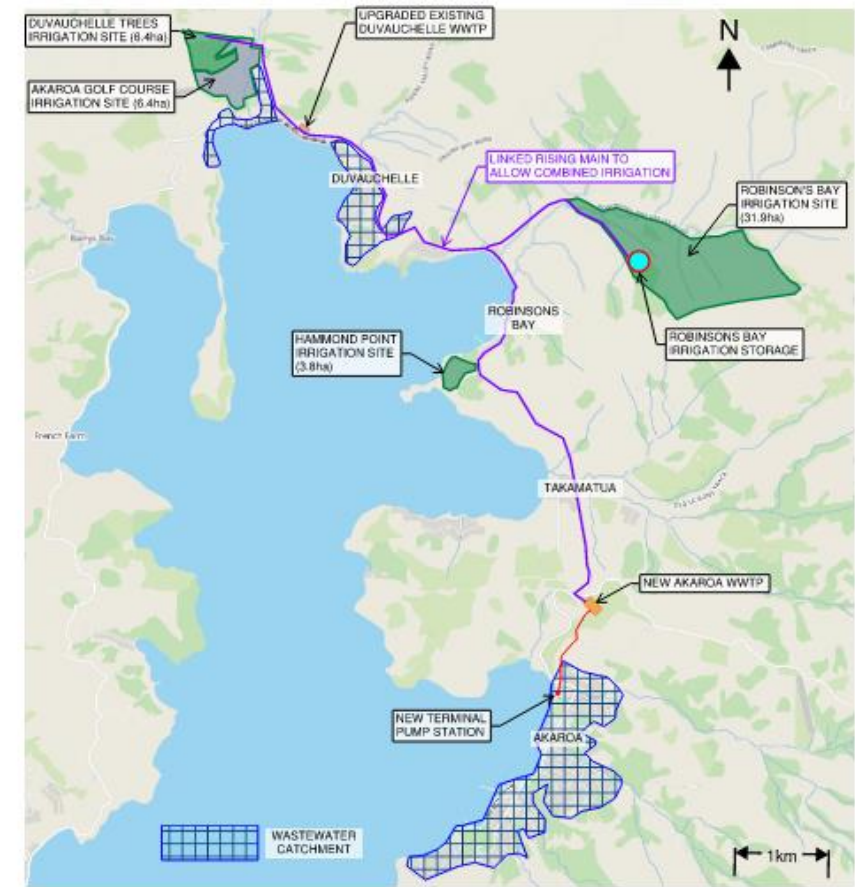 DUVAUCHELLE TREES
IRRIGATION SITE (6.4ha)
UPGRADED EXISTING
DUVAUCHELLE WWTP
N
AKAROA GOLF COURSE
IRRIGATION SITE (6.4ha)
DUVAUCHELLE
LINKED RISING MAIN TO
ALLOW COMBINED IRRIGATION
ROBINSON'S BAY
IRRIGATION SITE
(31.9ha)
Barrys Bay
ROBINSONS
BAY
HAMMOND POINT
IRRIGATION SITE
(3.8ha)
ROBINSONS BAY
IRRIGATION STORAGE
French Farm
TAKAMATUA
NEW AKAROA WWTP
NEW TERMINAL
PUMP STATION
AKAROA
WASTEWATER
CATCHMENT
1km